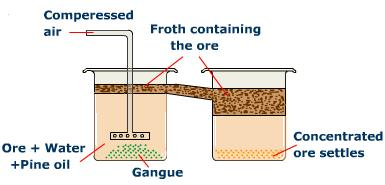 Comperessed
air
Froth containing
the ore
Ore + Water
+Pine oil
Gangue
Concentrated
ore settles